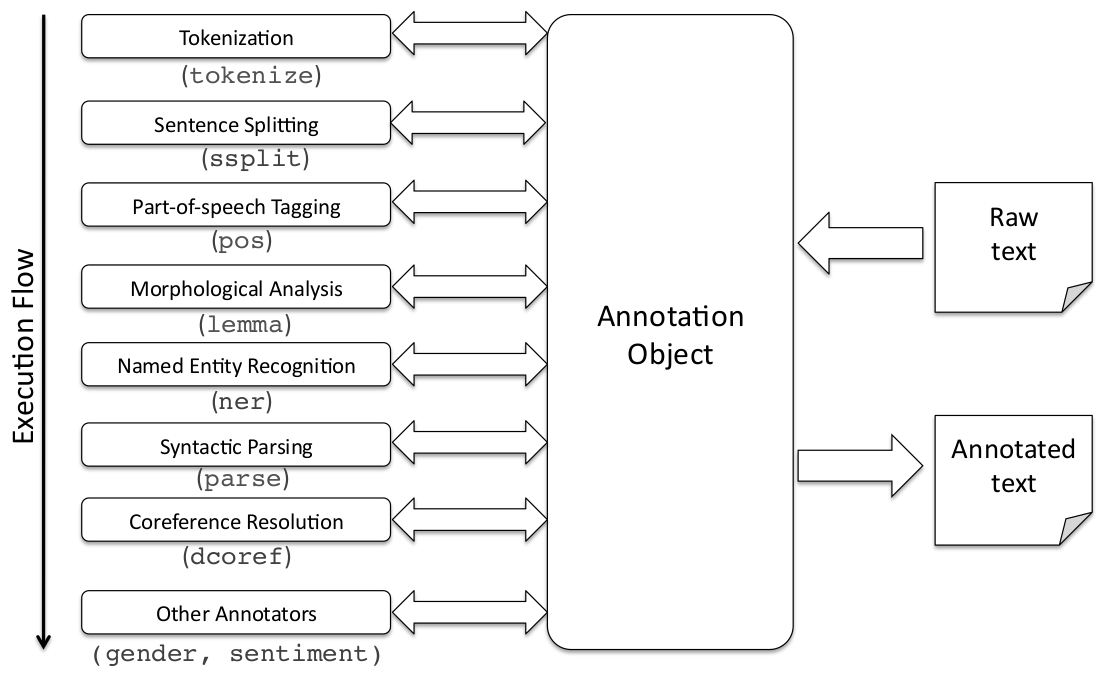 Execution Flow
Tokenization
(tokenize)
Sentence Splitting
(ssplit)
Part-of-speech Tagging
(pos)
Morphological Analysis
(lemma)
Named Entity Recognition
(ner)
Syntactic Parsing
(parse)
Coreference Resolution
(dcoref)
Other Annotators
(gender, sentiment)
Annotation
Object
Raw
text
Annotated
text